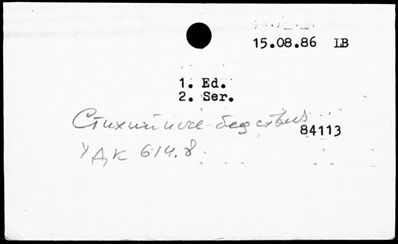 15.08.86 LB
1. Ed.
2. Ser.
Стихийные бедствия
84113
УДК 614.8